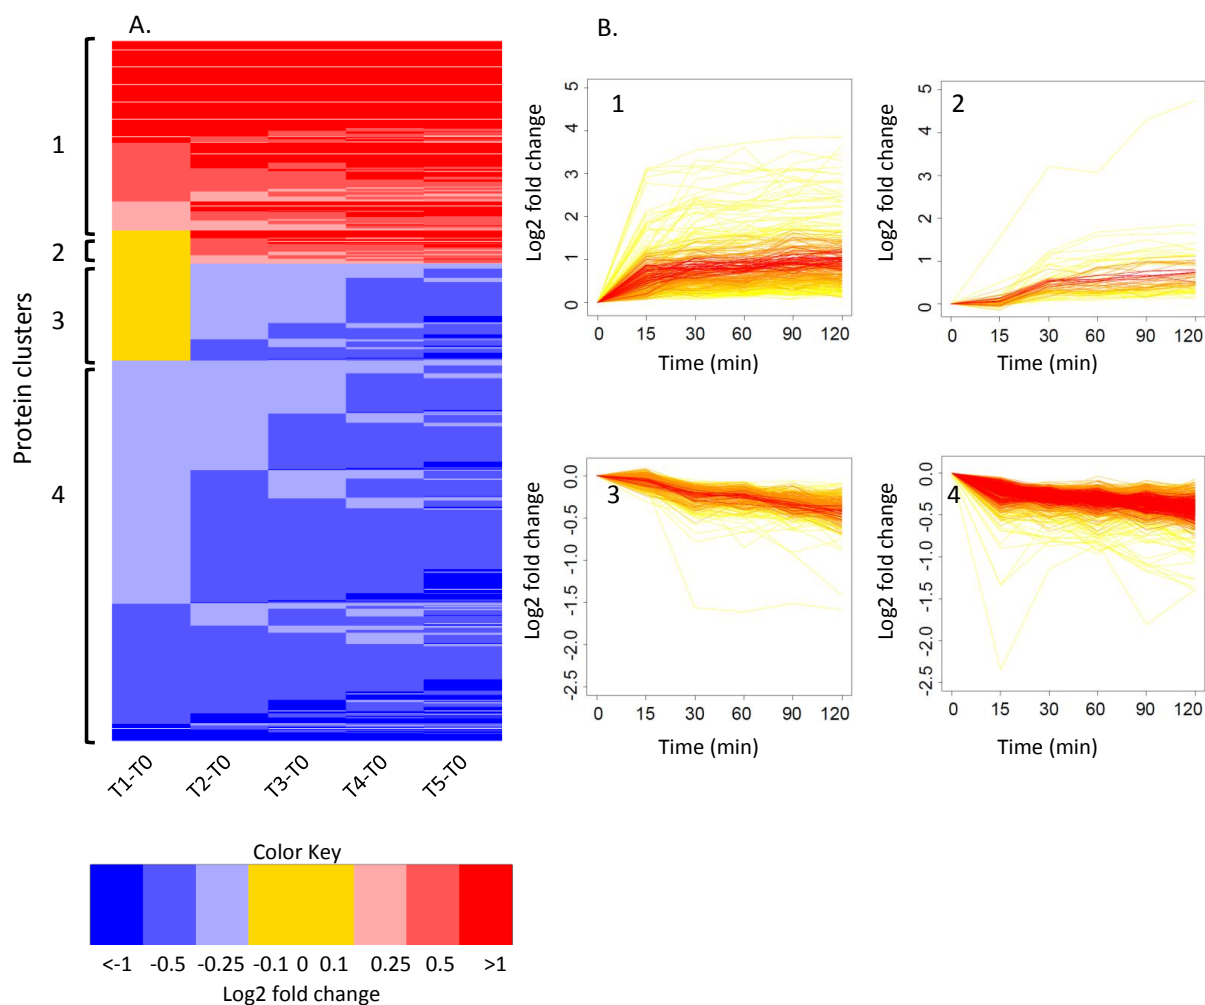 A.
Protein clusters
1
2
3
4
T1-T0 T2-T0 T3-T0 T4-T0 T5-T0
Color Key
<-1 -0.5 -0.25 -0.1 0 0.1 0.25 0.5 >1
Log2 fold change
B.
1
Log2 fold change
5
4
3
2
1
0
0 15 30 60 90 120
Time (min)
2
Log2 fold change
5
4
3
2
1
0
0 15 30 60 90 120
Time (min)
3
Log2 fold change
0.0
-0.5
-1.0
-1.5
-2.0
-2.5
0 15 30 60 90 120
Time (min)
4
Log2 fold change
0.0
-0.5
-1.0
-1.5
-2.0
-2.5
0 15 30 60 90 120
Time (min)